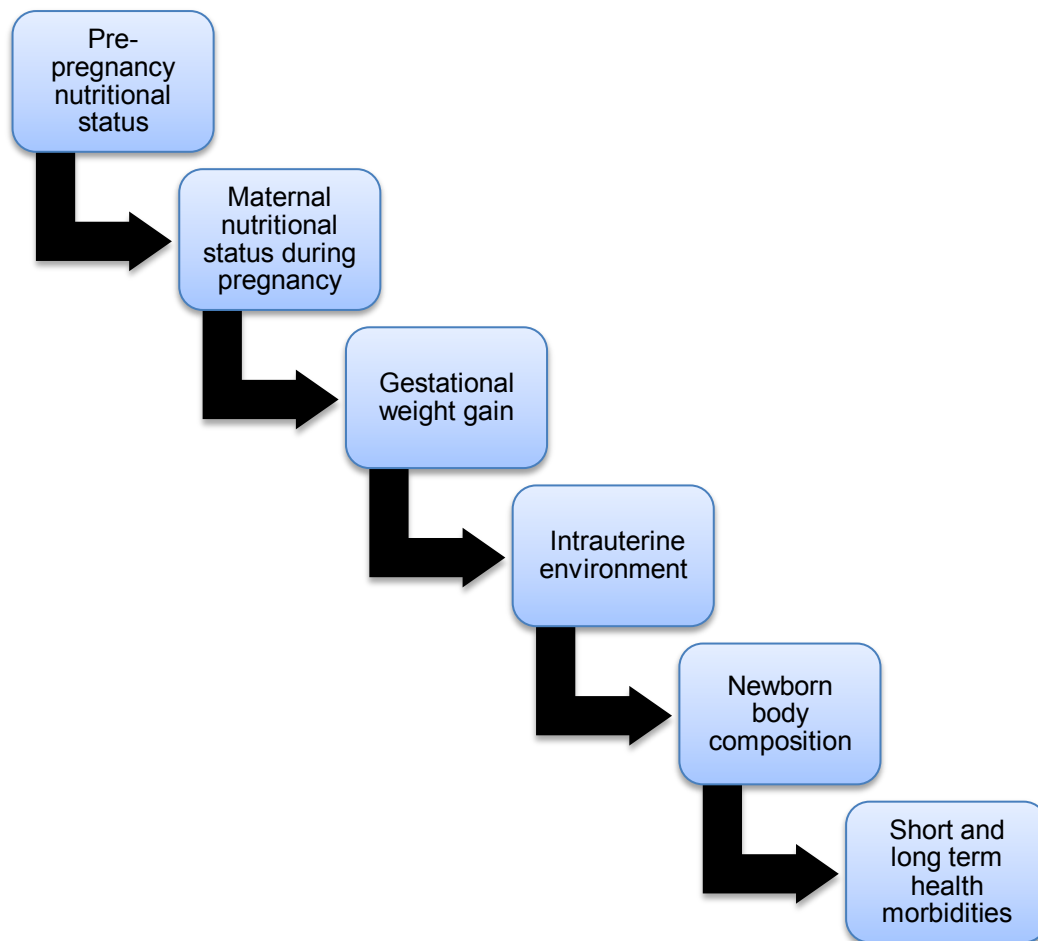 Pre-
pregnancy
nutritional
status
Maternal
nutritional
status during
pregnancy
Gestational
weight gain
Intrauterine
environment
Newborn
body
composition
Short and
long term
health
morbidities